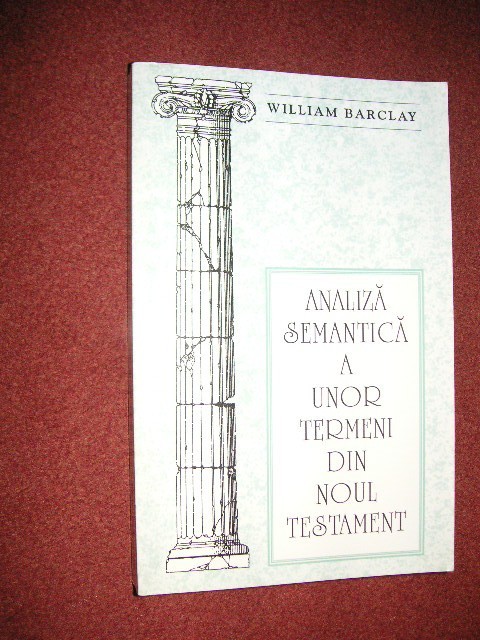 WILLIAM BARCLAY
ANALIZĂ
SEMANTICĂ
A
UNOR
TERMENI
DIN
NOUL
TESTAMENT